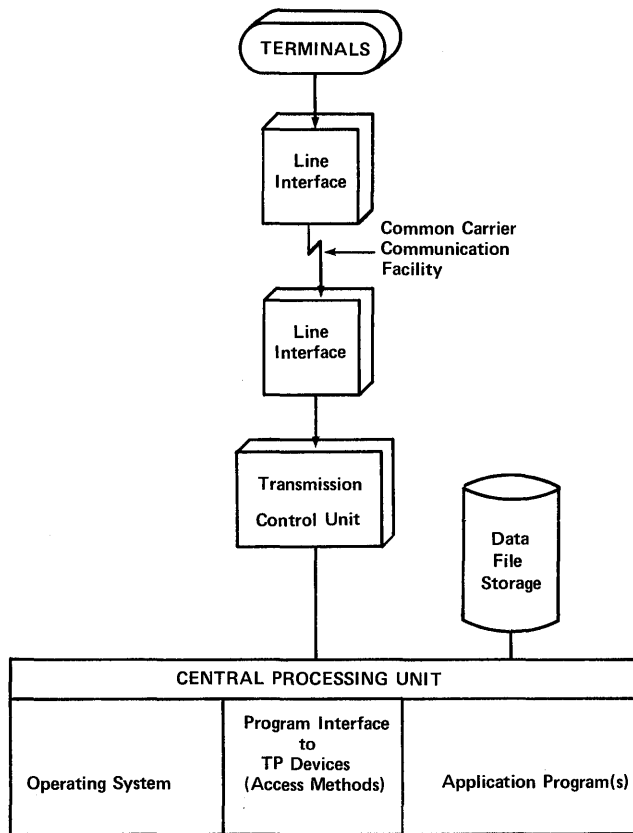 TERMINALS
Line
Interface
Common Carrier
Communication
Facility
Line
Interface
Transmission
Control Unit
Data
File
Storage
CENTRAL PROCESSING UNIT
Operating System
Program Interface
to
TP Devices
(Access Methods)
Application Program(s)